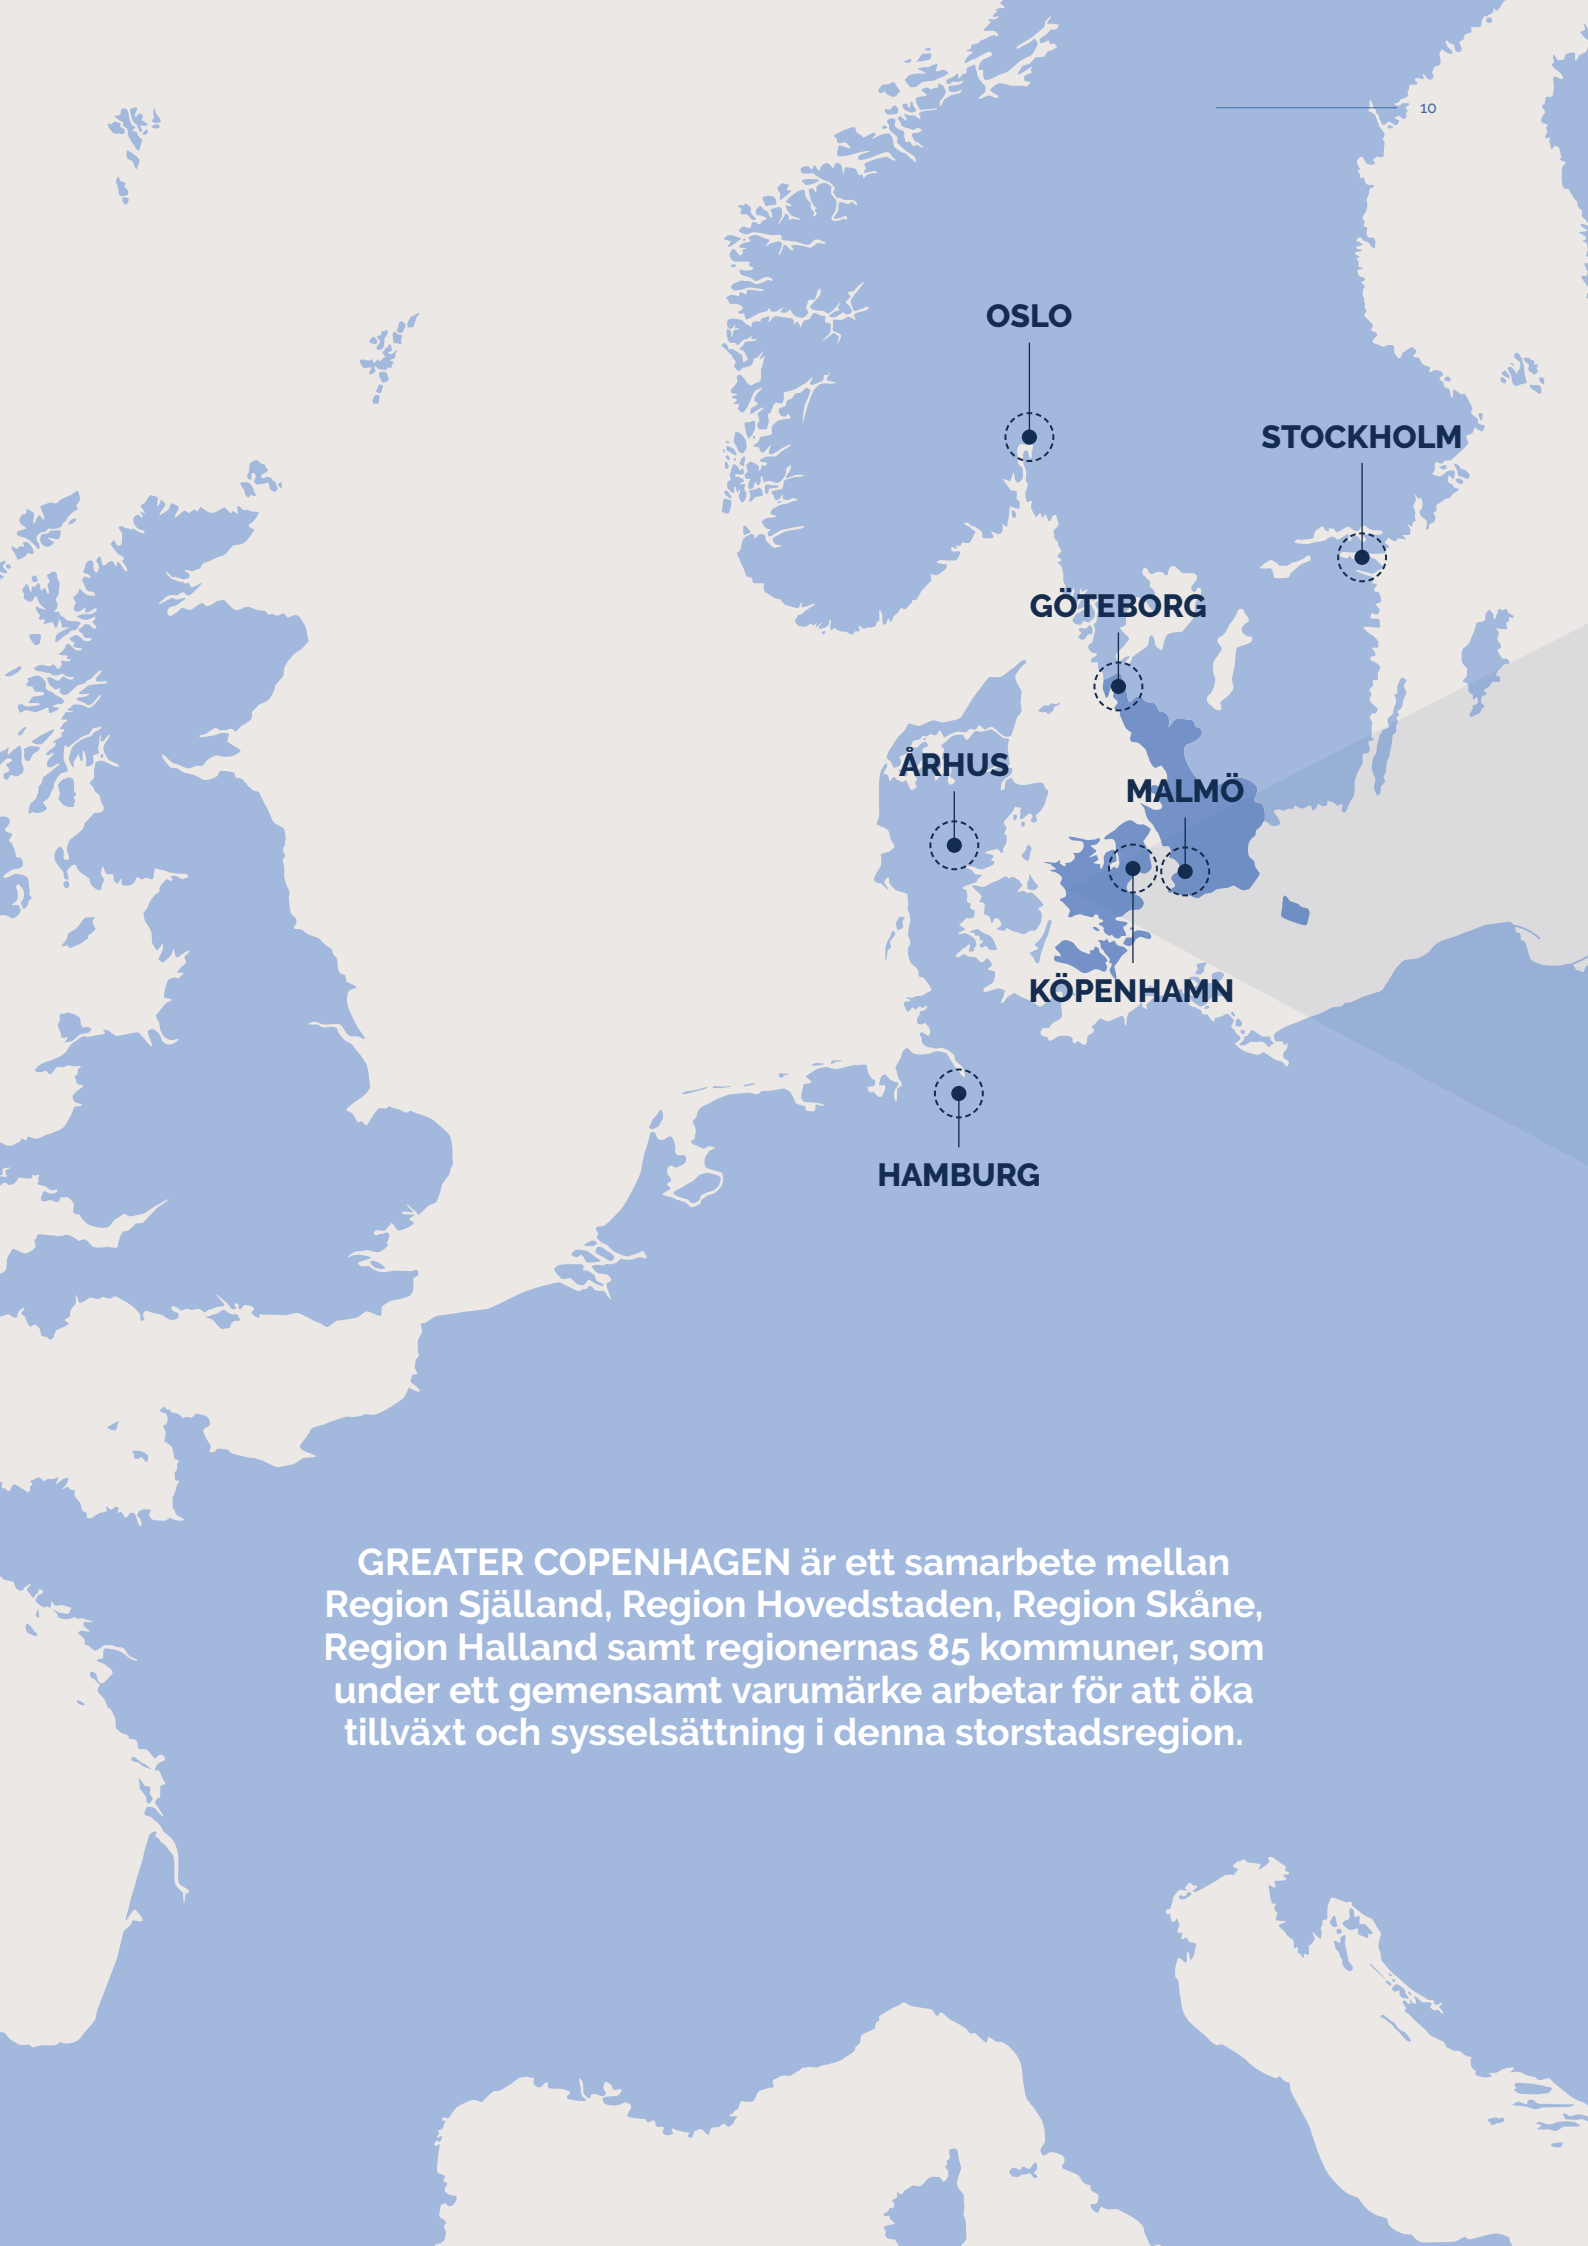 10
OSLO
STOCKHOLM
GÖTEBORG
ÅRHUS
MALMÖ
KÖPENHAMN
HAMBURG
GREATER COPENHAGEN är ett samarbete mellan
Region Själland, Region Hovedstaden, Region Skåne,
Region Halland samt regionernas 85 kommuner, som
under ett gemensamt varumärke arbetar för att öka
tillväxt och sysselsättning i denna storstadsregion.